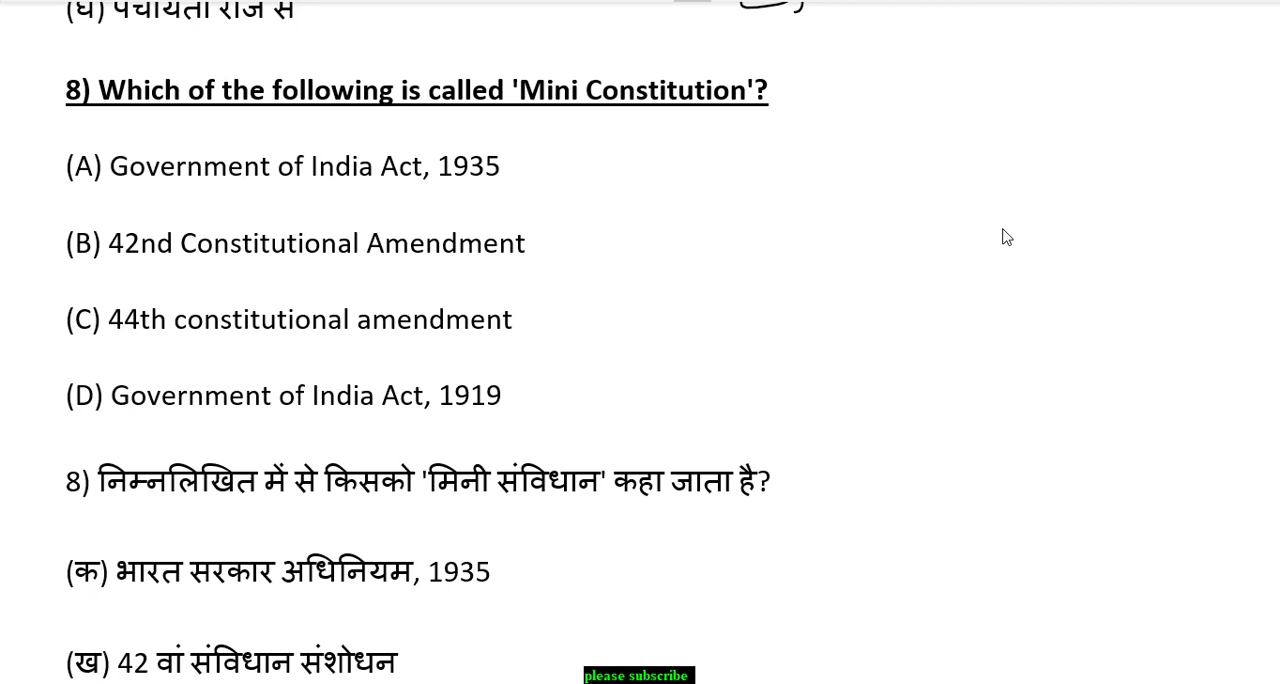 (घ) पंचायती राज से
8) Which of the following is called 'Mini Constitution'?
(A) Government of India Act, 1935
(B) 42nd Constitutional Amendment
(C) 44th constitutional amendment
(D) Government of India Act, 1919
8) निम्नलिखित में से किसको 'मिनी संविधान' कहा जाता है?
(क) भारत सरकार अधिनियम, 1935
(ख) 42 वां संविधान संशोधन
please subscribe